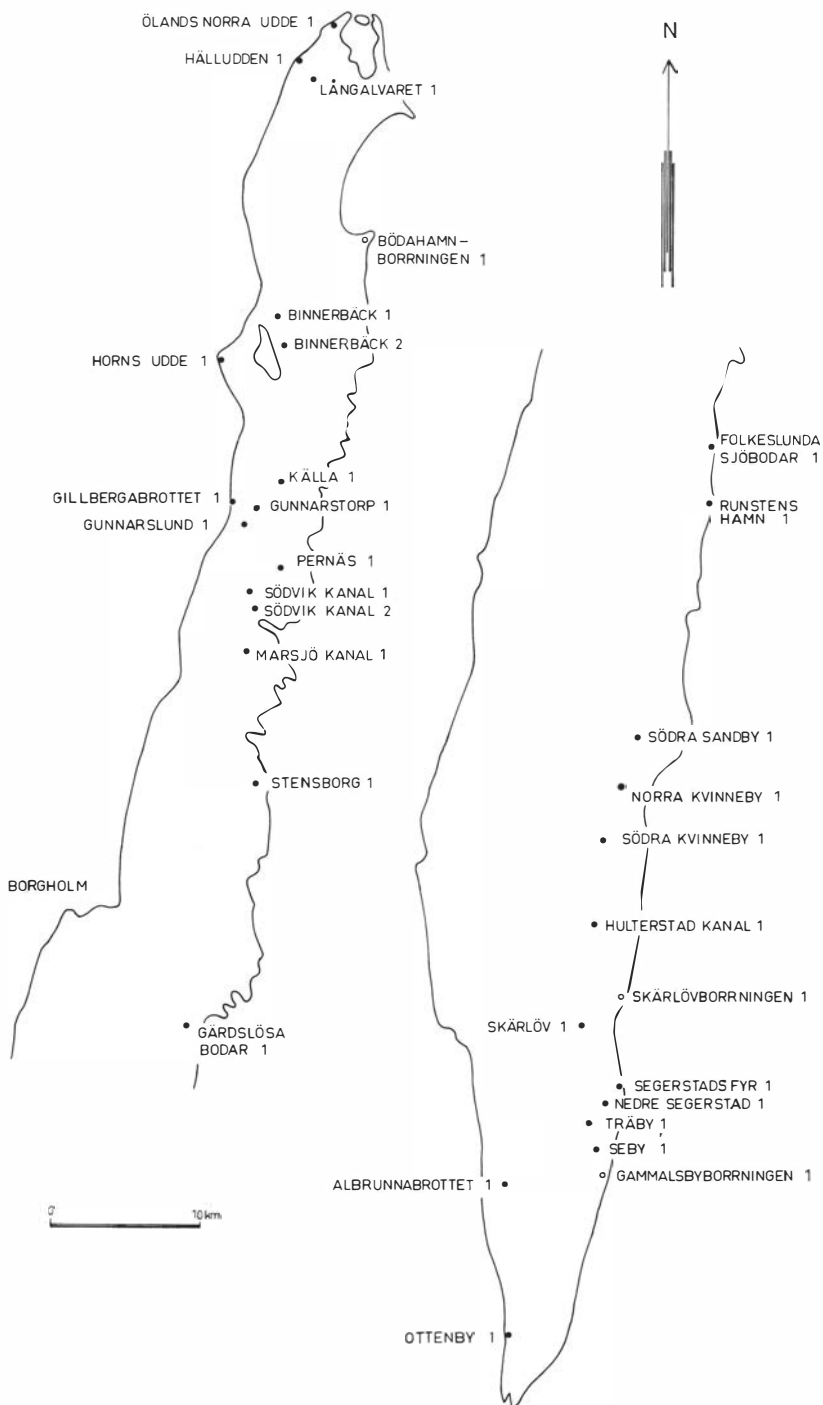 ÖLANDS NORRA UDDE 1
N
HÄLLUDDEN 1
LÅNGALVARET 1
BÖDAHAMN–
BORRNINGEN 1
BINNERBÄCK 1
BINNERBÄCK 2
HORNS UDDE 1
FOLKESLUNDA
SJÖBODAR 1
KÄLLA 1
GILLBERGABROTTET 1
GUNNARSTORP 1
RUNSTENS
HAMN 1
GUNNARSLUND 1
PERNÄS 1
SÖDVIK KANAL 1
SÖDVIK KANAL 2
MARSJÖ KANAL 1
SÖDRA SANDBY 1
STENSBORG 1
NORRA KVINNEBY 1
SÖDRA KVINNEBY 1
BORGHOLM
HULTERSTAD KANAL 1
SKÄRLÖVBORRNINGEN 1
SKÄRLÖV 1
GÄRDSLÖSA
BODAR 1
SEGERSTADS FYR 1
NEDRE SEGERSTAD 1
TRÄBY 1
SEBY 1
GAMMALSBYBORRNINGEN 1
ALBRUNNABROTTET 1
0 10km
OTTENBY 1